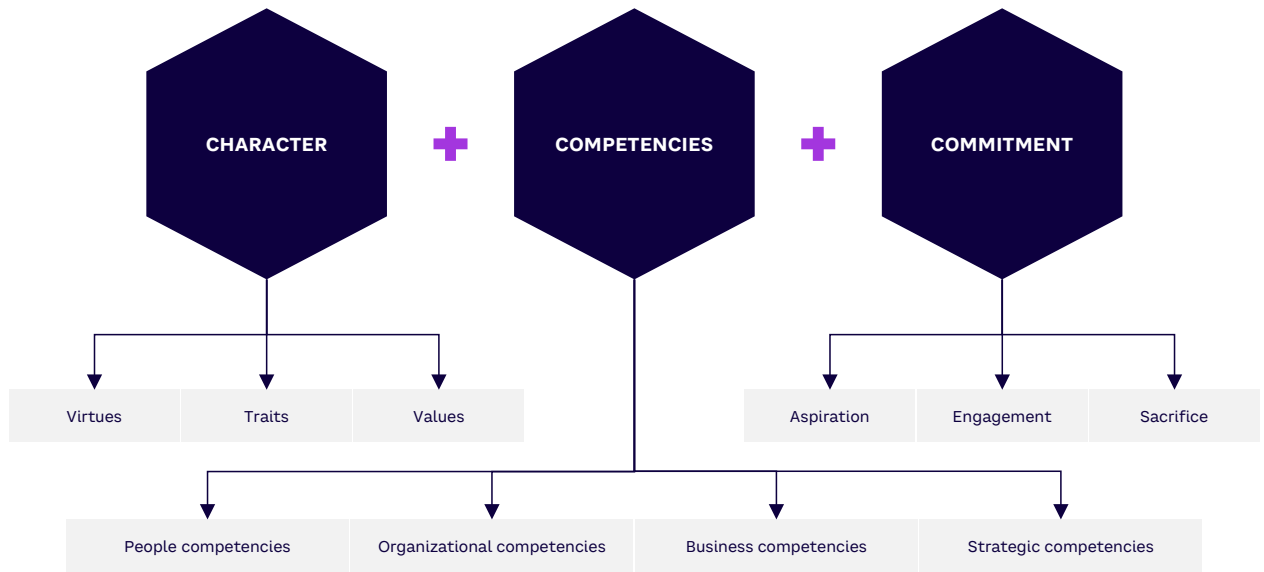 CHARACTER
COMPETENCIES
COMMITMENT
Virtues
Traits
Values
Aspiration
Engagement
Sacrifice
People competencies
Organizational competencies
Business competencies
Strategic competencies